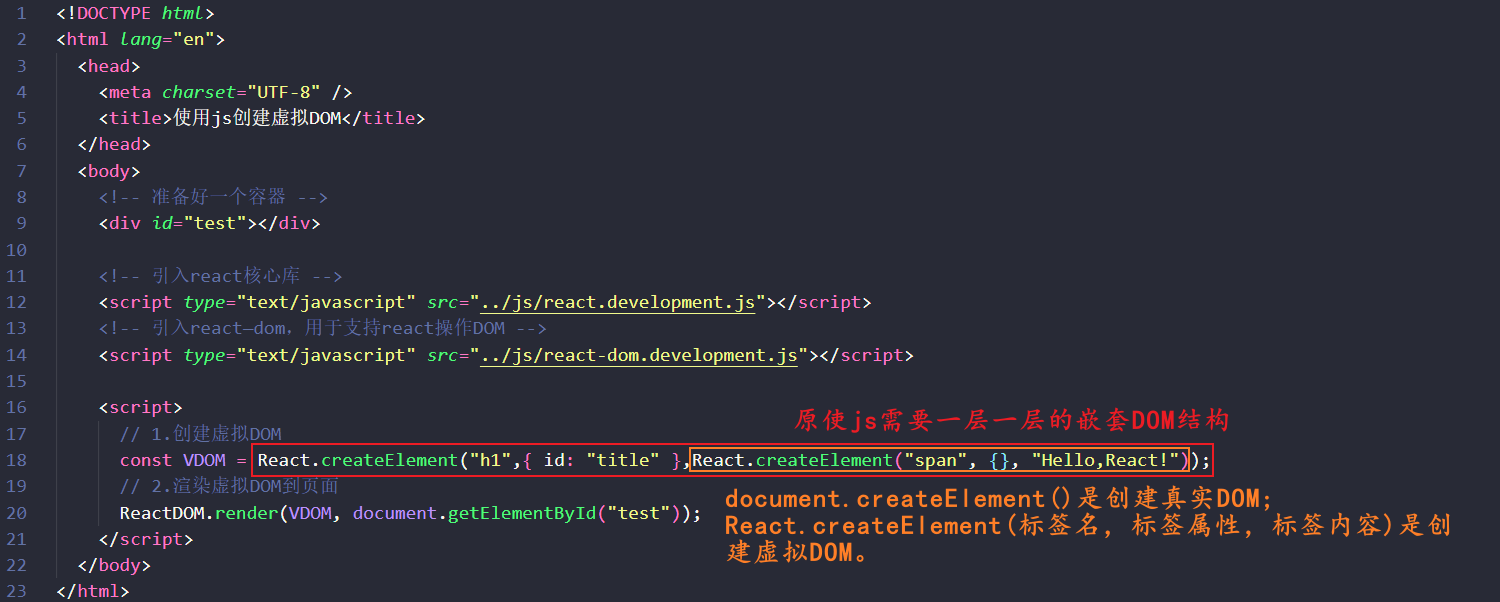 1 <!DOCTYPE html>
2 <html lang="en">
3 <head>
4 <meta charset="UTF-8" />
5 <title>使用js创建虚拟DOM</title>
6 </head>
7 <body>
8 <!-- 准备好一个容器 -->
9 <div id="test"></div>
10
11 <!-- 引入react核心库 -->
12 <script type="text/javascript" src="../js/react.development.js"></script>
13 <!-- 引入react—dom，用于支持react操作DOM -->
14 <script type="text/javascript" src="../js/react-dom.development.js"></script>
15
16 <script>
原使js需要一层一层的嵌套DOM结构
17 // 1.创建虚拟DOM
18 const VDOM = React.createElement("h1",{ id: "title" },React.createElement("span", {}, "Hello,React!"));
19 // 2.渲染虚拟DOM到页面
document.createElement()是创建真实DOM；
20 ReactDOM.render(VDOM, document.getElementById("test"));
React.createElement(标签名，标签属性，标签内容)是创
21 </script>
建虚拟DOM。
22 </body>
23 </html>